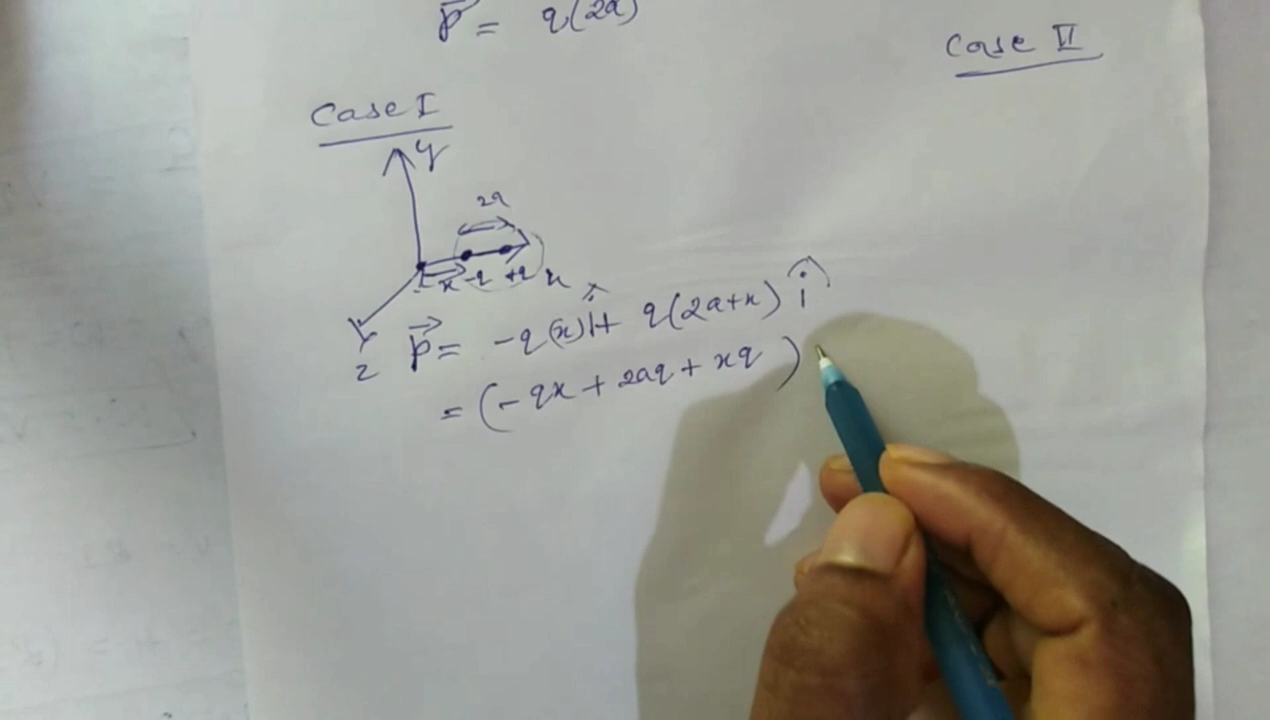 p⃗ = q(2a)
Case II
Case I
y
2a
x -q +q x
z
p⃗ = -q(x)î + q(2a+x) î
= (-qx + 2aq + xq )